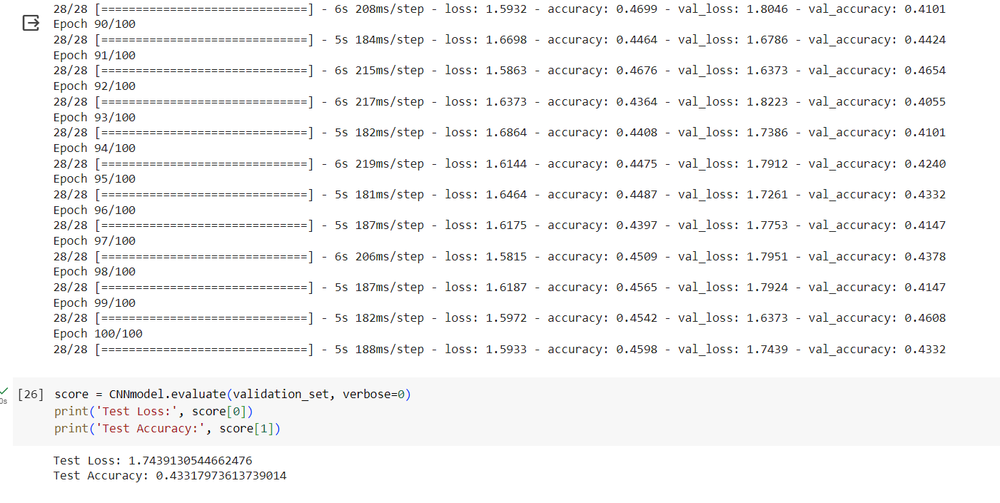 28/28 [==============================] - 6s 208ms/step - loss: 1.5932 - accuracy: 0.4699 - val_loss: 1.8046 - val_accuracy: 0.4101
Epoch 90/100
28/28 [==============================] - 5s 184ms/step - loss: 1.6698 - accuracy: 0.4464 - val_loss: 1.6786 - val_accuracy: 0.4424
Epoch 91/100
28/28 [==============================] - 6s 215ms/step - loss: 1.5863 - accuracy: 0.4676 - val_loss: 1.6373 - val_accuracy: 0.4654
Epoch 92/100
28/28 [==============================] - 6s 217ms/step - loss: 1.6373 - accuracy: 0.4364 - val_loss: 1.8223 - val_accuracy: 0.4055
Epoch 93/100
28/28 [==============================] - 5s 182ms/step - loss: 1.6864 - accuracy: 0.4408 - val_loss: 1.7386 - val_accuracy: 0.4101
Epoch 94/100
28/28 [==============================] - 6s 219ms/step - loss: 1.6144 - accuracy: 0.4475 - val_loss: 1.7912 - val_accuracy: 0.4240
Epoch 95/100
28/28 [==============================] - 5s 181ms/step - loss: 1.6464 - accuracy: 0.4487 - val_loss: 1.7261 - val_accuracy: 0.4332
Epoch 96/100
28/28 [==============================] - 5s 187ms/step - loss: 1.6175 - accuracy: 0.4397 - val_loss: 1.7753 - val_accuracy: 0.4147
Epoch 97/100
28/28 [==============================] - 6s 206ms/step - loss: 1.5815 - accuracy: 0.4509 - val_loss: 1.7951 - val_accuracy: 0.4378
Epoch 98/100
28/28 [==============================] - 5s 187ms/step - loss: 1.6187 - accuracy: 0.4565 - val_loss: 1.7924 - val_accuracy: 0.4147
Epoch 99/100
28/28 [==============================] - 5s 182ms/step - loss: 1.5972 - accuracy: 0.4542 - val_loss: 1.6373 - val_accuracy: 0.4608
Epoch 100/100
28/28 [==============================] - 5s 188ms/step - loss: 1.5933 - accuracy: 0.4598 - val_loss: 1.7439 - val_accuracy: 0.4332
[26] score = CNNmodel.evaluate(validation_set, verbose=0)
print('Test Loss:', score[0])
print('Test Accuracy:', score[1])
Test Loss: 1.7439130544662476
Test Accuracy: 0.43317973613739014